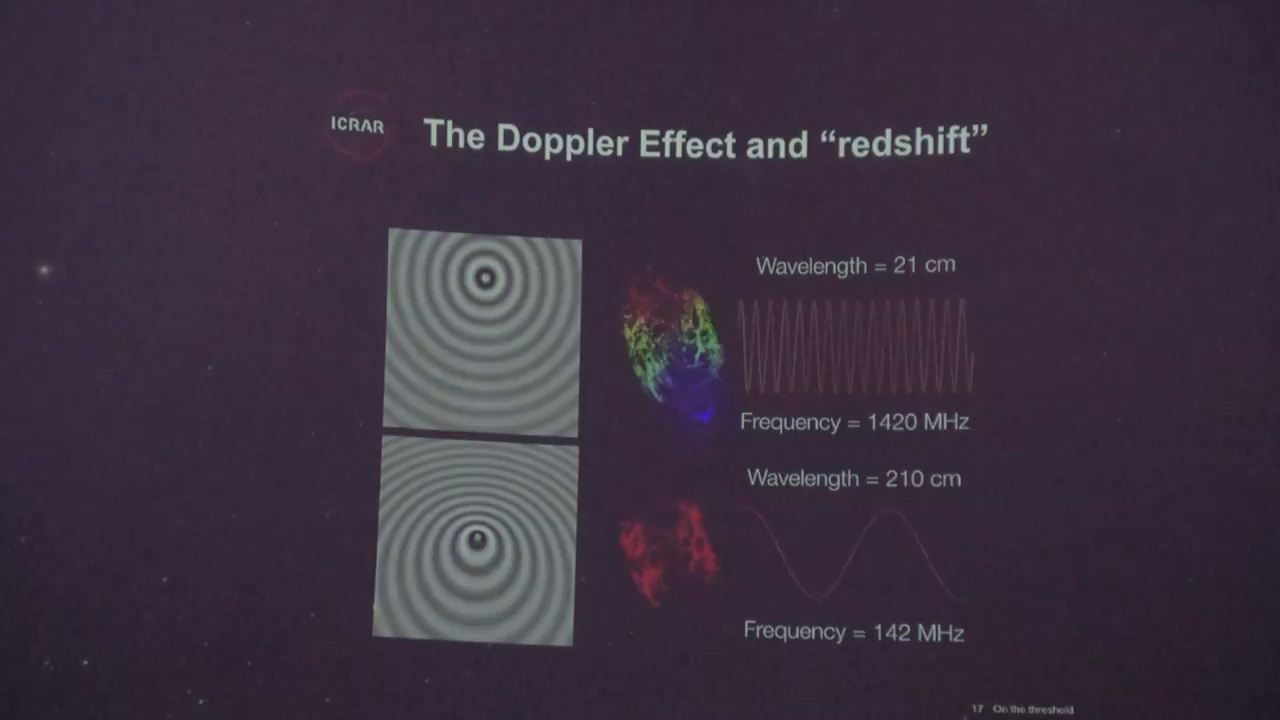 ICRAR
The Doppler Effect and “redshift”
Wavelength = 21 cm
Frequency = 1420 MHz
Wavelength = 210 cm
Frequency = 142 MHz
17 On the threshold